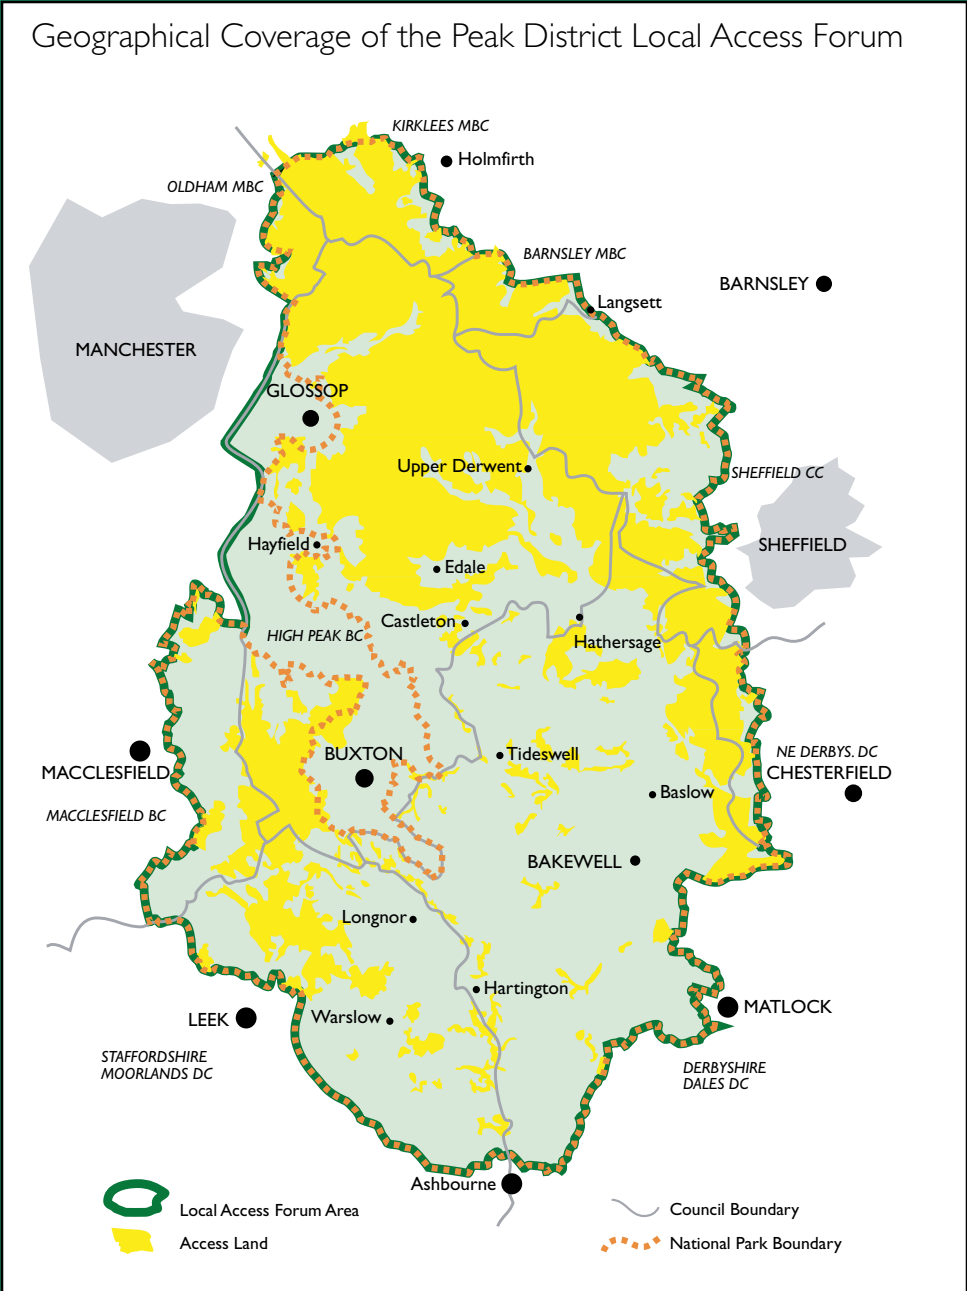 Geographical Coverage of the Peak District Local Access Forum
KIRKLEES MBC
Holmfirth
OLDHAM MBC
BARNSLEY MBC
BARNSLEY
Langsett
MANCHESTER
GLOSSOP
Upper Derwent
SHEFFIELD CC
Hayfield
SHEFFIELD
Edale
Castleton
HIGH PEAK BC
Hathersage
BUXTON
Tideswell
NE DERBYS. DC
MACCLESFIELD
CHESTERFIELD
Baslow
MACCLESFIELD BC
BAKEWELL
Longnor
Hartington
MATLOCK
LEEK
Warslow
STAFFORDSHIRE
MOORLANDS DC
DERBYSHIRE
DALES DC
Ashbourne
Local Access Forum Area
Council Boundary
Access Land
National Park Boundary